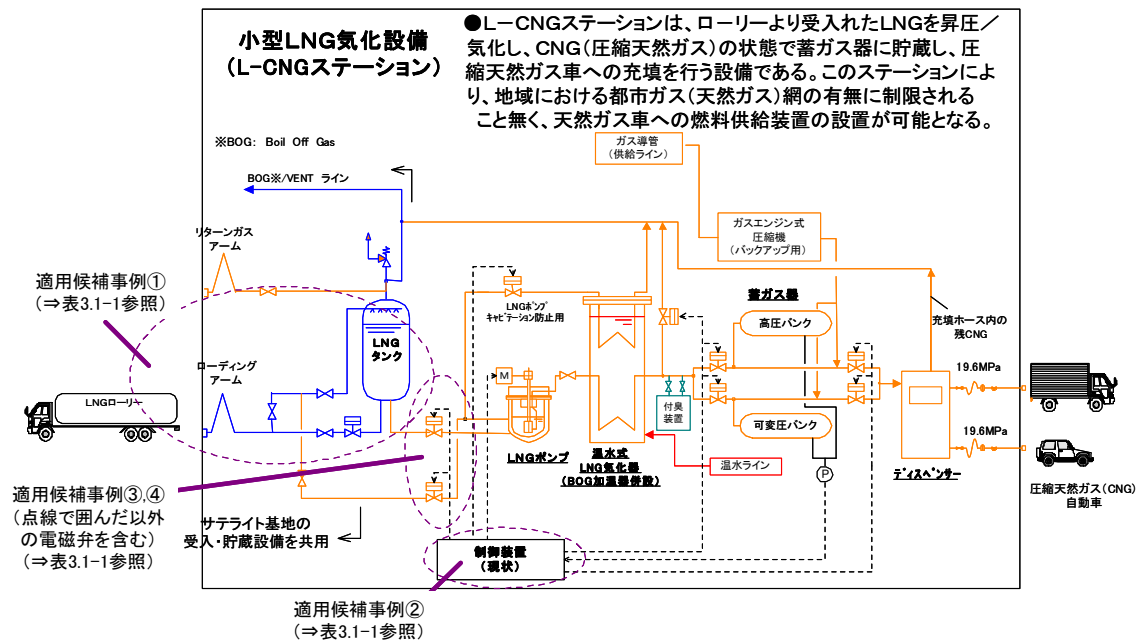 小型LNG気化設備
(L-CNGステーション)
●L-CNGステーションは、ローリーより受入れたLNGを昇圧/
気化し、CNG(圧縮天然ガス)の状態で蓄ガス器に貯蔵し、圧
縮天然ガス車への充填を行う設備である。このステーションによ
り、地域における都市ガス(天然ガス)網の有無に制限される
こと無く、天然ガス車への燃料供給装置の設置が可能となる。
※BOG: Boil Off Gas
BOG※/VENT ライン
ガス導管
(供給ライン)
ガスエンジン式
圧縮機
(バックアップ用)
リターンガス
アーム
適用候補事例①
(⇒表3.1-1参照)
LNG
タンク
LNGポンプ
キャビテーション防止用
蓄ガス器
高圧バンク
充填ホース内の
残CNG
19.6MPa
ローディング
アーム
LNGローリー
M
付臭
装置
可変圧バンク
19.6MPa
LNGポンプ
温水式
LNG気化器
(BOG加温器併設)
温水ライン
P
ディスペンサー
圧縮天然ガス(CNG)
自動車
適用候補事例③,④
(点線で囲んだ以外
の電磁弁を含む)
(⇒表3.1-1参照)
サテライト基地の
受入・貯蔵設備を共用
制御装置
(現状)
適用候補事例②
(⇒表3.1-1参照)